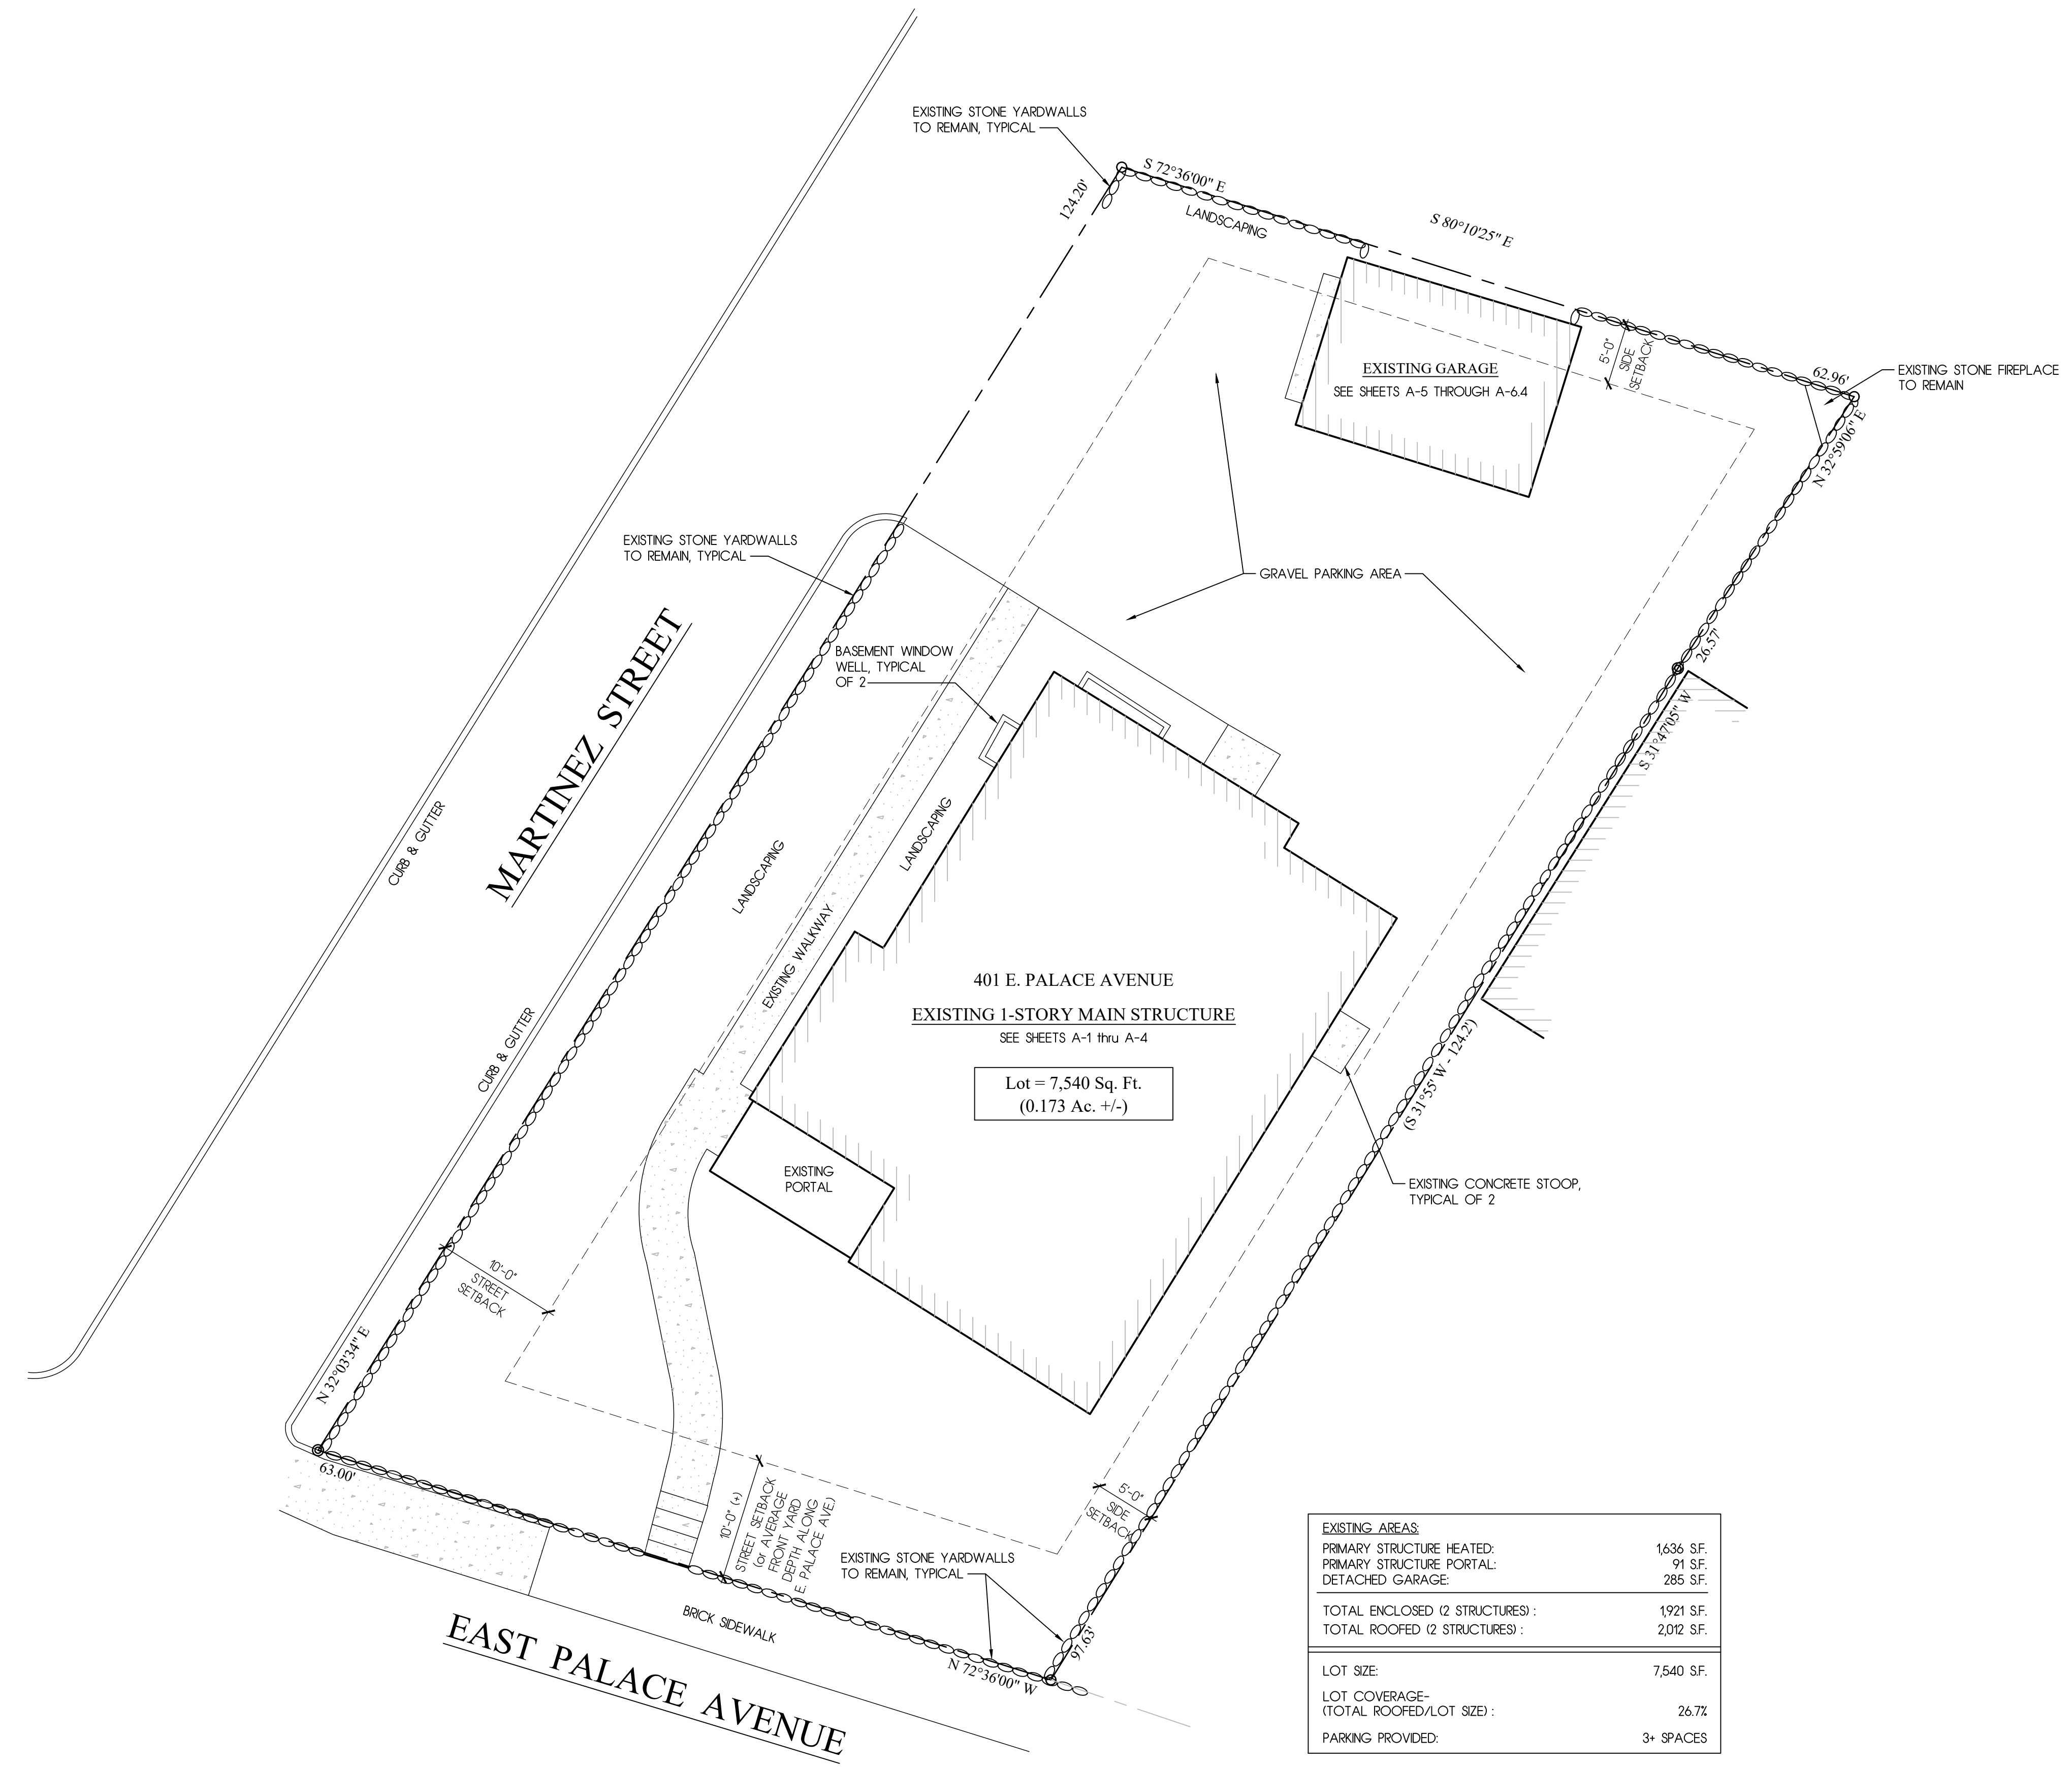 EXISTING STONE YARDWALLS
TO REMAIN, TYPICAL
124.20'
S 72°36'00" E
LANDSCAPING
S 80°10'25" E
EXISTING GARAGE
SEE SHEETS A-5 THROUGH A-6.4
5'-0"
SIDE
SETBACK
62.96'
EXISTING STONE FIREPLACE
TO REMAIN
N 32°59'06" E
EXISTING STONE YARDWALLS
TO REMAIN, TYPICAL
GRAVEL PARKING AREA
26.57'
BASEMENT WINDOW
WELL, TYPICAL
OF 2
S 31°47'05" W
MARTINEZ STREET
CURB & GUTTER
LANDSCAPING
LANDSCAPING
EXISTING WALKWAY
401 E. PALACE AVENUE
EXISTING 1-STORY MAIN STRUCTURE
SEE SHEETS A-1 thru A-4
Lot = 7,540 Sq. Ft.
(0.173 Ac. +/-)
CURB & GUTTER
(S 31°55' W - 124.2')
EXISTING
PORTAL
EXISTING CONCRETE STOOP,
TYPICAL OF 2
10'-0"
STREET
SETBACK
N 32°03'34" E
63.00'
10'-0" (+)
STREET SETBACK
(or AVERAGE
FRONT YARD
DEPTH ALONG
E. PALACE AVE.)
5'-0"
SIDE
SETBACK
EXISTING STONE YARDWALLS
TO REMAIN, TYPICAL
BRICK SIDEWALK
97.63'
N 72°36'00" W
EAST PALACE AVENUE
EXISTING AREAS:
PRIMARY STRUCTURE HEATED: 1,636 S.F.
PRIMARY STRUCTURE PORTAL: 91 S.F.
DETACHED GARAGE: 285 S.F.
TOTAL ENCLOSED (2 STRUCTURES) : 1,921 S.F.
TOTAL ROOFED (2 STRUCTURES) : 2,012 S.F.
LOT SIZE: 7,540 S.F.
LOT COVERAGE-
(TOTAL ROOFED/LOT SIZE) : 26.7%
PARKING PROVIDED: 3+ SPACES